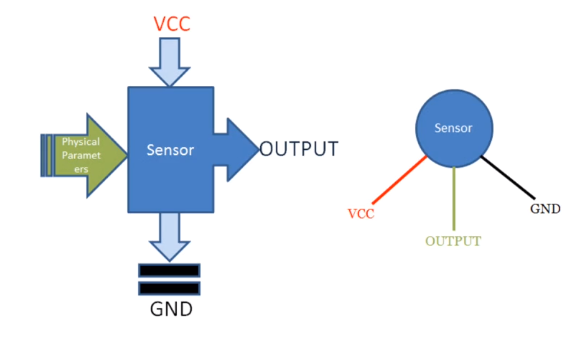 VCC
Physical
Paramet
ers
Sensor
OUTPUT
GND
Sensor
VCC
OUTPUT
GND